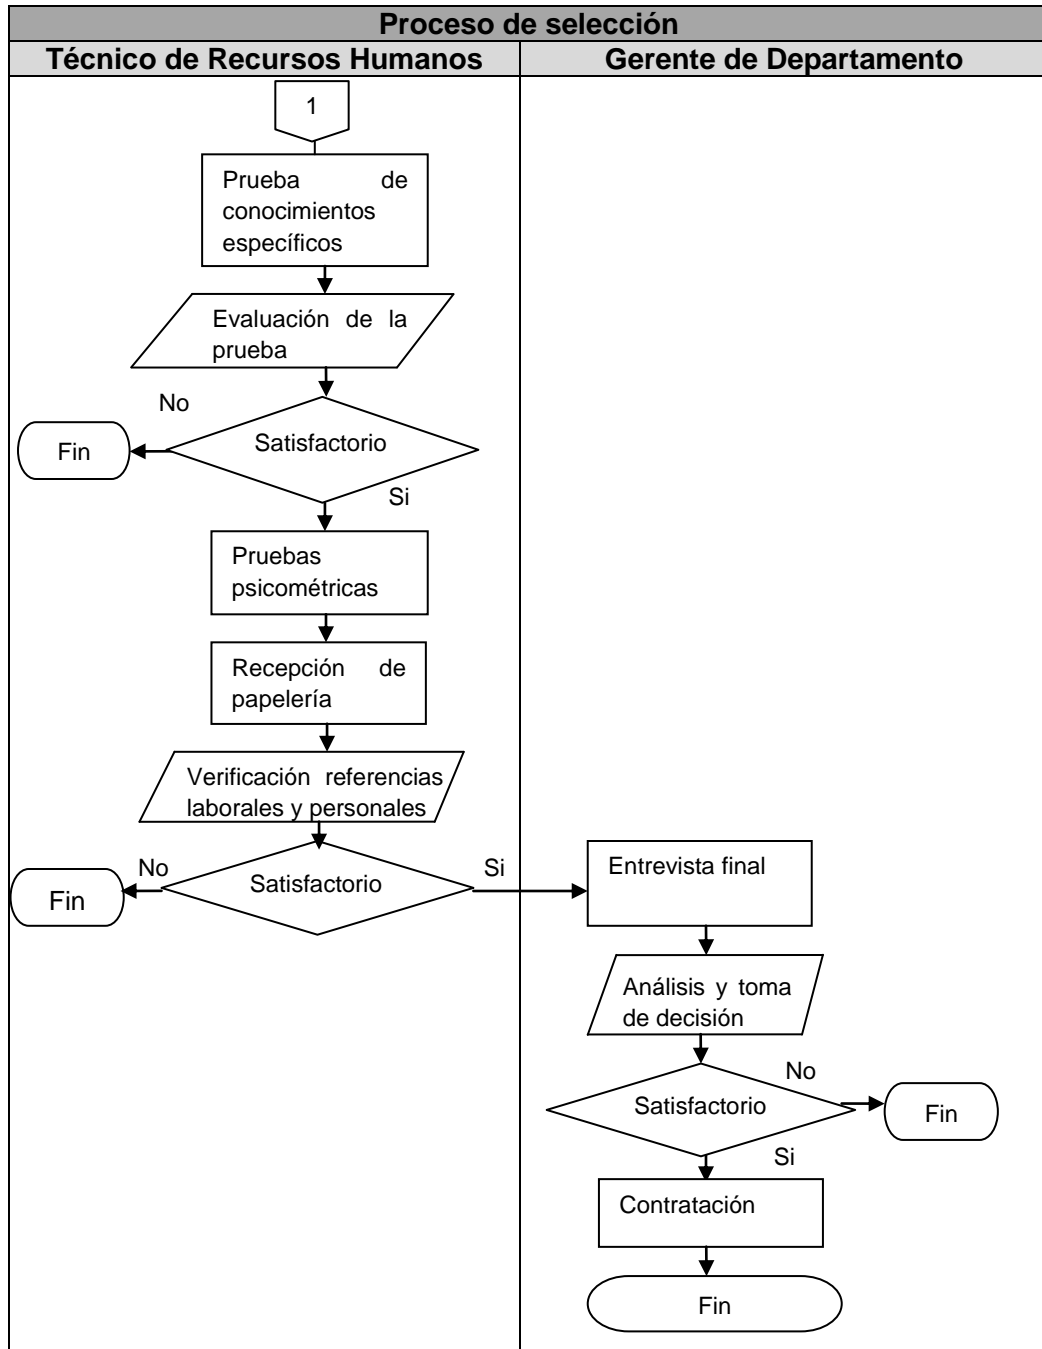 Proceso de selección
Técnico de Recursos Humanos
Gerente de Departamento
1
Prueba de
conocimientos
específicos
Evaluación de la
prueba
No
Satisfactorio
Fin
Si
Pruebas
psicométricas
Recepción de
papelería
Verificación referencias
laborales y personales
No
Satisfactorio
Si
Fin
Entrevista final
Análisis y toma
de decisión
No
Satisfactorio
Fin
Si
Contratación
Fin